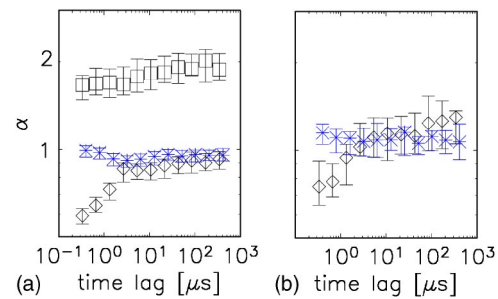 2
1
α
10⁻¹ 10⁰ 10¹ 10² 10³
10⁰ 10¹ 10² 10³
(a) time lag [μs]
(b) time lag [μs]